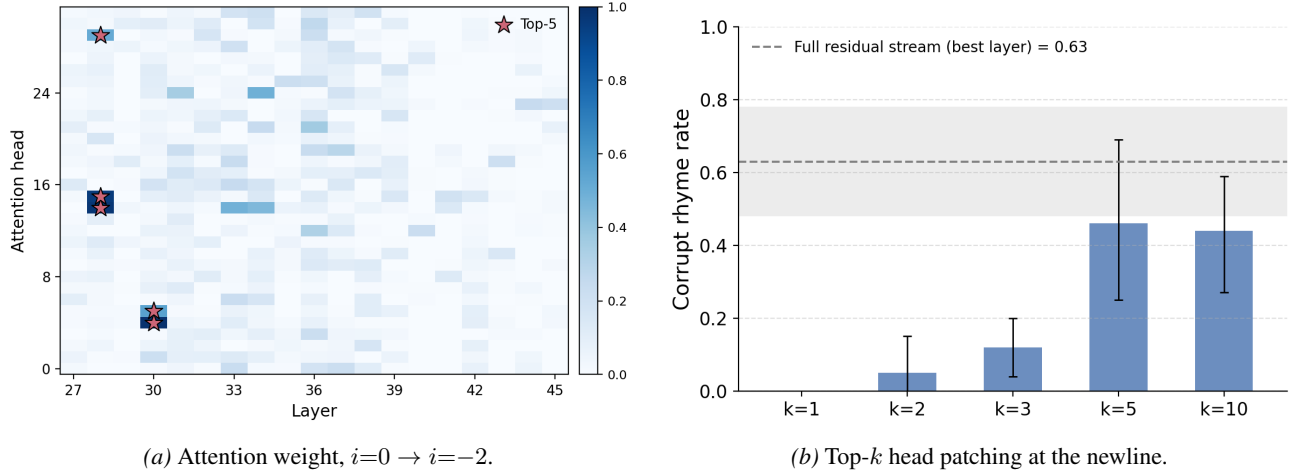 Top-5
1.0
0.8
0.6
0.4
0.2
0.0
Attention head
24
16
8
0
27
30
33
36
39
42
45
Layer
(a) Attention weight, i=0 → i=−2.
Full residual stream (best layer) = 0.63
Corrupt rhyme rate
1.0
0.8
0.6
0.4
0.2
0.0
k=1
k=2
k=3
k=5
k=10
(b) Top-k head patching at the newline.